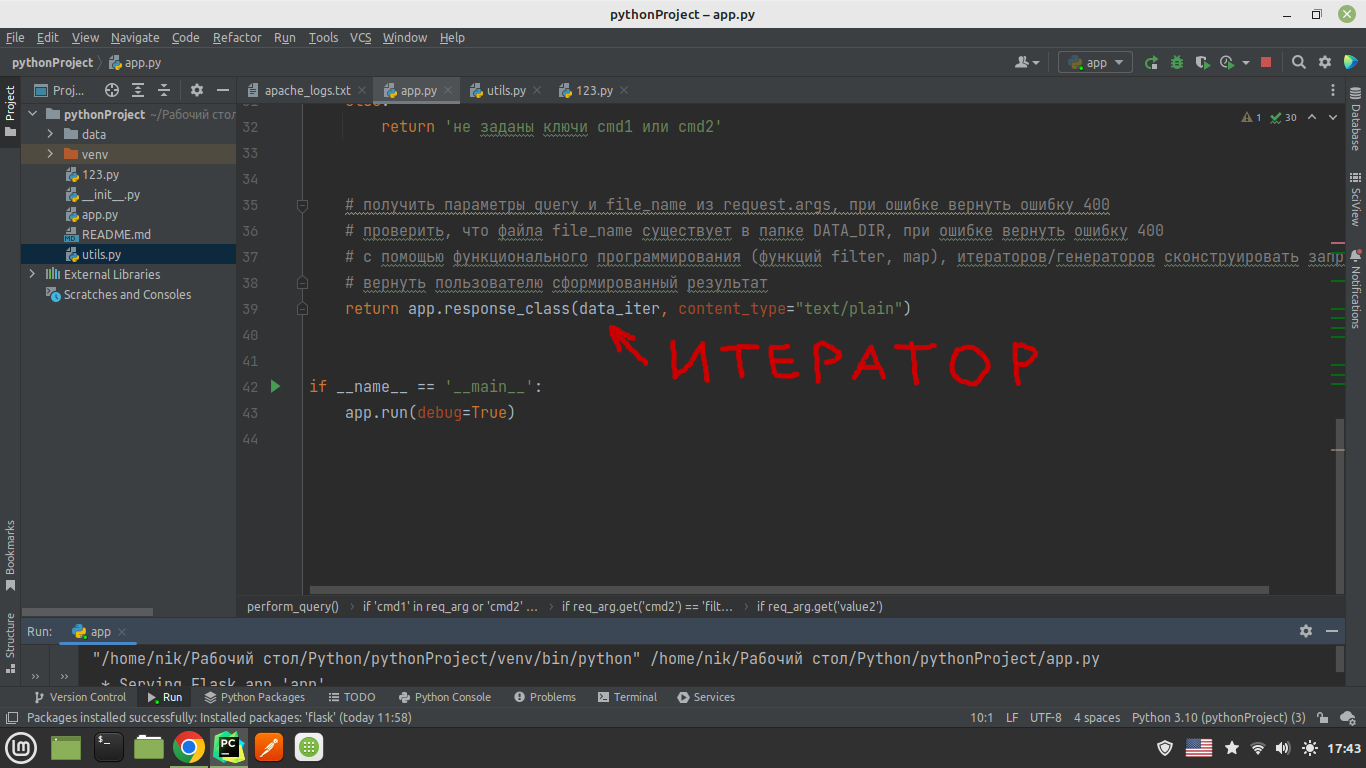 pythonProject – app.py
File Edit View Navigate Code Refactor Run Tools VCS Window Help
pythonProject app.py
app
Project
Proj...
apache_logs.txt app.py utils.py 123.py
pythonProject ~/Рабочий стол
data
venv
123.py
__init__.py
app.py
README.md
utils.py
External Libraries
Scratches and Consoles
1 30
32 return 'не заданы ключи cmd1 или cmd2'
33
34
35 # получить параметры query и file_name из request.args, при ошибке вернуть ошибку 400
36 # проверить, что файла file_name существует в папке DATA_DIR, при ошибке вернуть ошибку 400
37 # с помощью функционального программирования (функций filter, map), итераторов/генераторов сконструировать запр
38 # вернуть пользователю сформированный результат
39 return app.response_class(data_iter, content_type="text/plain")
ИТЕРАТОР
40
41
42 if __name__ == '__main__':
43 app.run(debug=True)
44
Database
SciView
Notifications
Bookmarks
Structure
perform_query() if 'cmd1' in req_arg or 'cmd2' ... if req_arg.get('cmd2') == 'filt... if req_arg.get('value2')
Run: app
"/home/nik/Рабочий стол/Python/pythonProject/venv/bin/python" /home/nik/Рабочий стол/Python/pythonProject/app.py
* Serving Flask app 'app'
Version Control Run Python Packages TODO Python Console Problems Terminal Services
Packages installed successfully: Installed packages: 'flask' (today 11:58)
10:1 LF UTF-8 4 spaces Python 3.10 (pythonProject) (3)
17:43